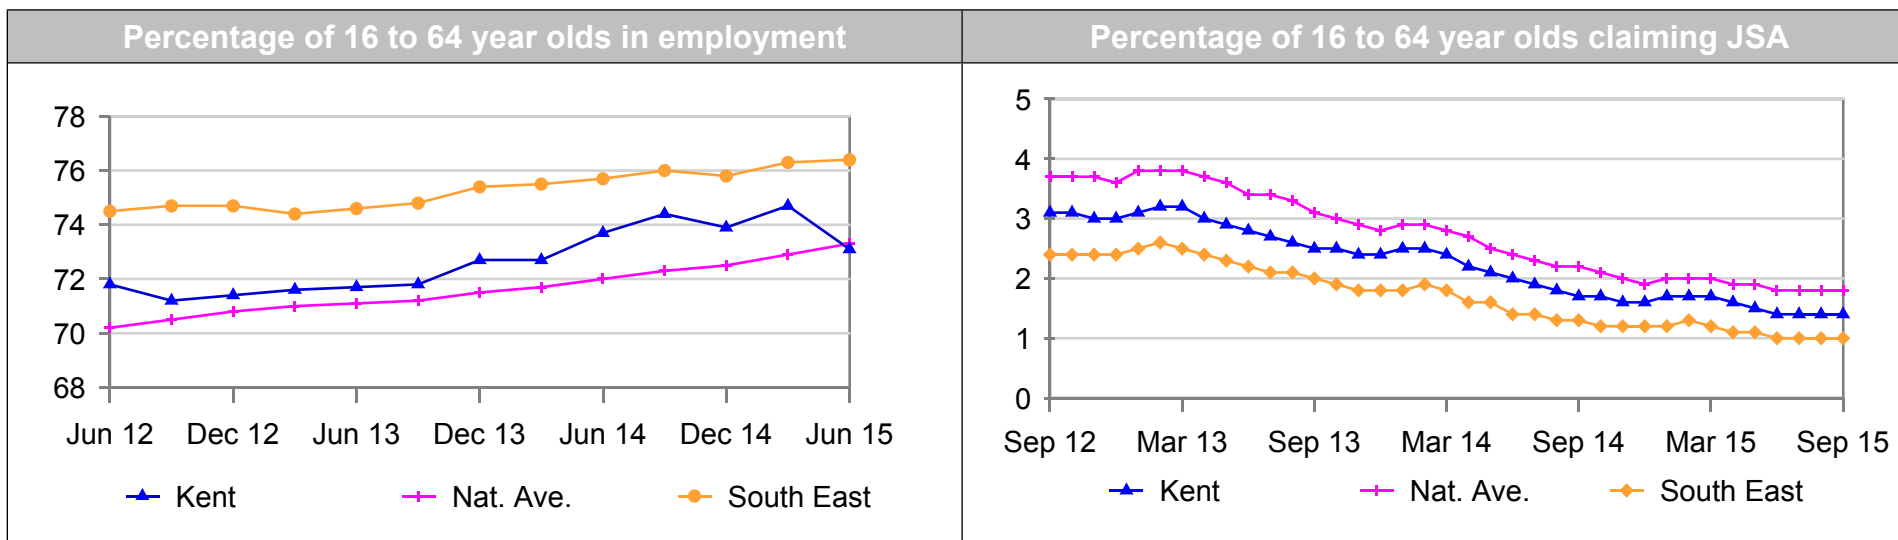 Percentage of 16 to 64 year olds in employment
78
76
74
72
70
68
Jun 12 Dec 12 Jun 13 Dec 13 Jun 14 Dec 14 Jun 15
Kent Nat. Ave. South East
Percentage of 16 to 64 year olds claiming JSA
5
4
3
2
1
0
Sep 12 Mar 13 Sep 13 Mar 14 Sep 14 Mar 15 Sep 15
Kent Nat. Ave. South East